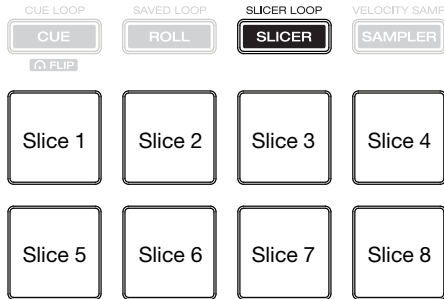 CUE LOOP SAVED LOOP SLICER LOOP VELOCITY SAMP
CUE ROLL SLICER SAMPLER
FLIP
Slice 1 Slice 2 Slice 3 Slice 4
Slice 5 Slice 6 Slice 7 Slice 8